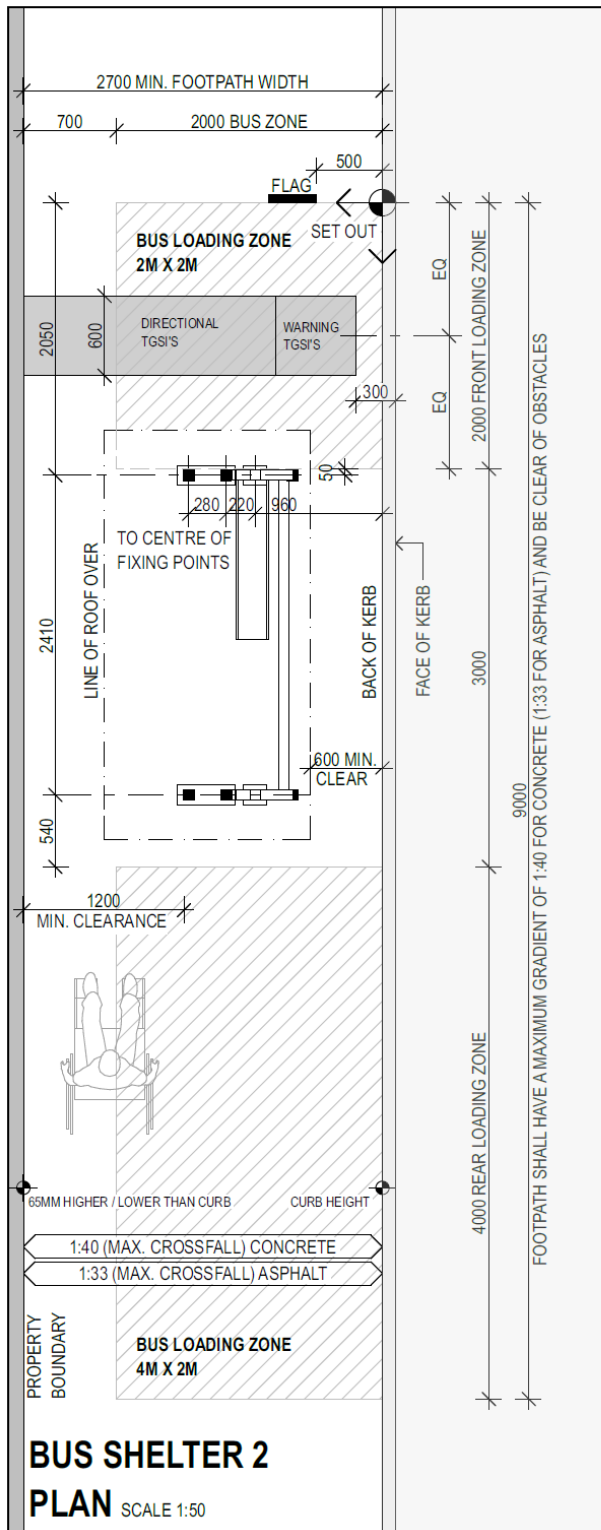 2700 MIN. FOOTPATH WIDTH
700
2000 BUS ZONE
500
FLAG
SET OUT
BUS LOADING ZONE
2M X 2M
DIRECTIONAL
TGSI'S
WARNING
TGSI'S
2050
600
300
EQ
EQ
2000 FRONT LOADING ZONE
50
280
220
960
TO CENTRE OF
FIXING POINTS
LINE OF ROOF OVER
2410
BACK OF KERB
FACE OF KERB
3000
9000
FOOTPATH SHALL HAVE A MAXIMUM GRADIENT OF 1:40 FOR CONCRETE (1:33 FOR ASPHALT) AND BE CLEAR OF OBSTACLES
600 MIN.
CLEAR
540
1200
MIN. CLEARANCE
4000 REAR LOADING ZONE
65MM HIGHER / LOWER THAN CURB
CURB HEIGHT
1:40 (MAX. CROSSFALL) CONCRETE
1:33 (MAX. CROSSFALL) ASPHALT
PROPERTY
BOUNDARY
BUS LOADING ZONE
4M X 2M
BUS SHELTER 2
PLAN SCALE 1:50